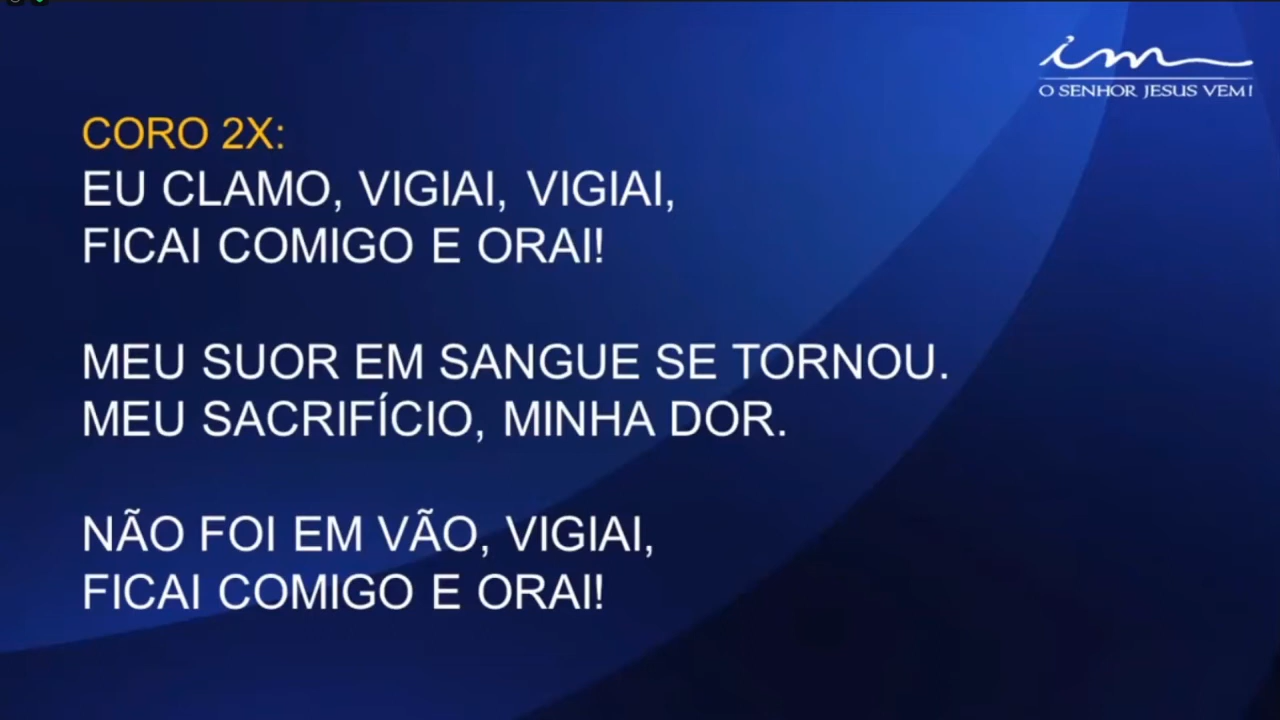 im
O SENHOR JESUS VEM!
CORO 2X:
EU CLAMO, VIGIAI, VIGIAI,
FICAI COMIGO E ORAI!
MEU SUOR EM SANGUE SE TORNOU.
MEU SACRIFÍCIO, MINHA DOR.
NÃO FOI EM VÃO, VIGIAI,
FICAI COMIGO E ORAI!